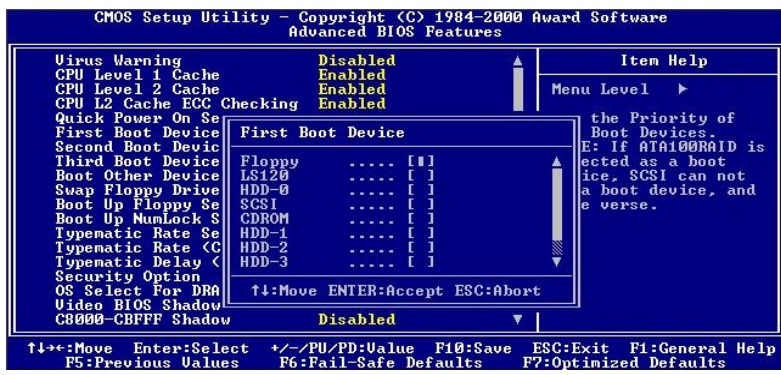 CMOS Setup Utility - Copyright (C) 1984-2000 Award Software
Advanced BIOS Features
Virus Warning Disabled
CPU Level 1 Cache Enabled
CPU Level 2 Cache Enabled
CPU L2 Cache ECC Checking Enabled
Quick Power On Se
First Boot Device
Second Boot Devic
Third Boot Device
Boot Other Device
Swap Floppy Drive
Boot Up Floppy Se
Boot Up NumLock S
Typematic Rate Se
Typematic Rate (C
Typematic Delay (
Security Option
OS Select For DRA
Video BIOS Shadow
C8000-CBFFF Shadow Disabled
First Boot Device
Floppy ..... [▮]
LS120 ..... [ ]
HDD-0 ..... [ ]
SCSI ..... [ ]
CDROM ..... [ ]
HDD-1 ..... [ ]
HDD-2 ..... [ ]
HDD-3 ..... [ ]
↑↓:Move ENTER:Accept ESC:Abort
Item Help
Menu Level ▶
the Priority of
Boot Devices.
E: If ATA100RAID is
ected as a boot
ice, SCSI can not
a boot device, and
e verse.
↑↓→←:Move Enter:Select +/-/PU/PD:Value F10:Save ESC:Exit F1:General Help
F5:Previous Values F6:Fail-Safe Defaults F7:Optimized Defaults